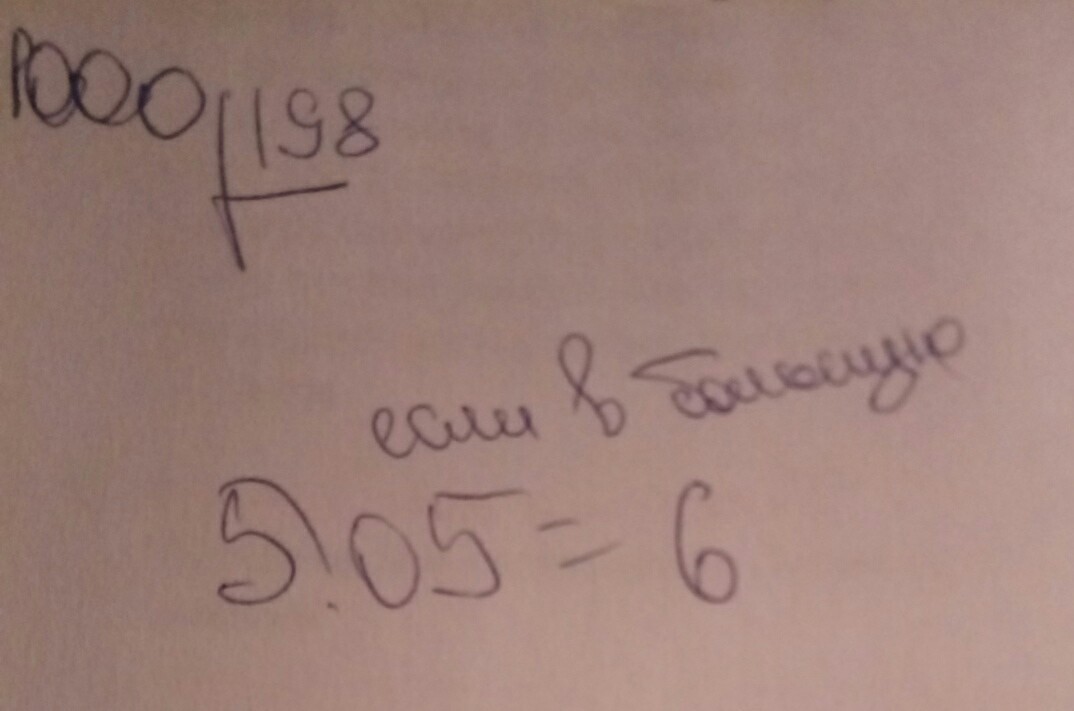 1000 198
если в большую
5.05 = 6